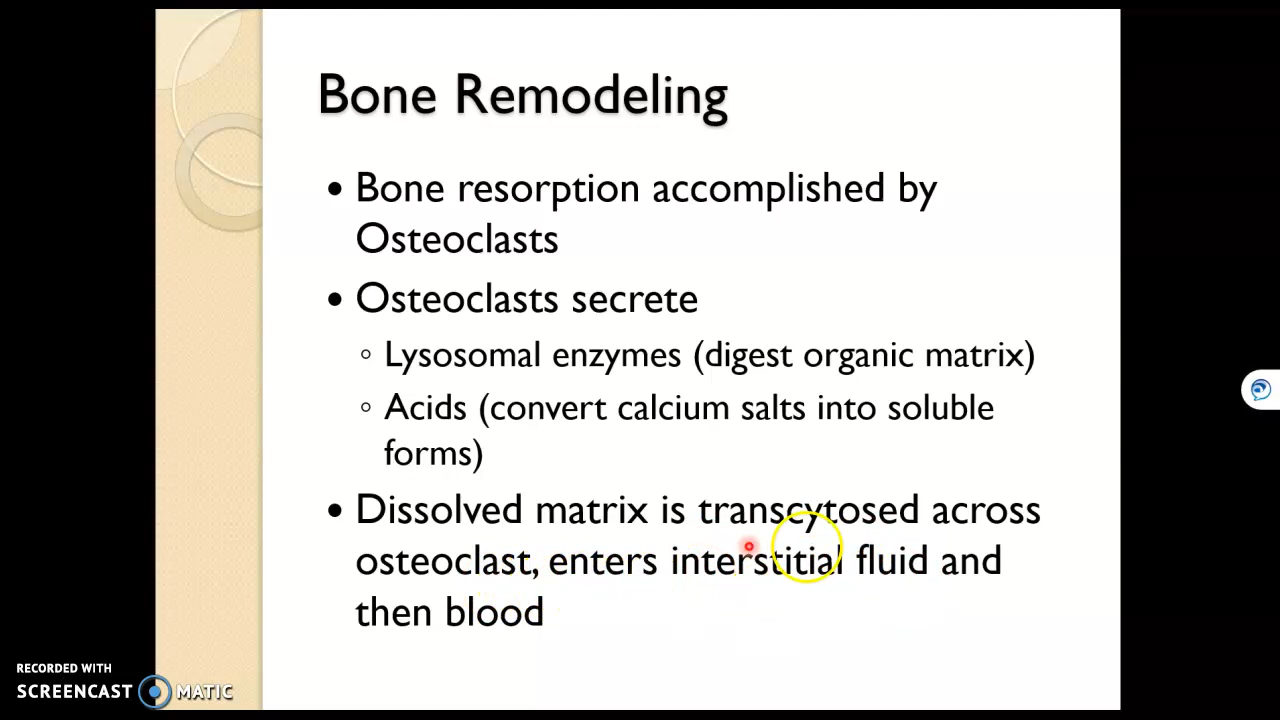 Bone Remodeling
• Bone resorption accomplished by
Osteoclasts
• Osteoclasts secrete
◦ Lysosomal enzymes (digest organic matrix)
◦ Acids (convert calcium salts into soluble
forms)
• Dissolved matrix is transcytosed across
osteoclast, enters interstitial fluid and
then blood
RECORDED WITH
SCREENCAST MATIC